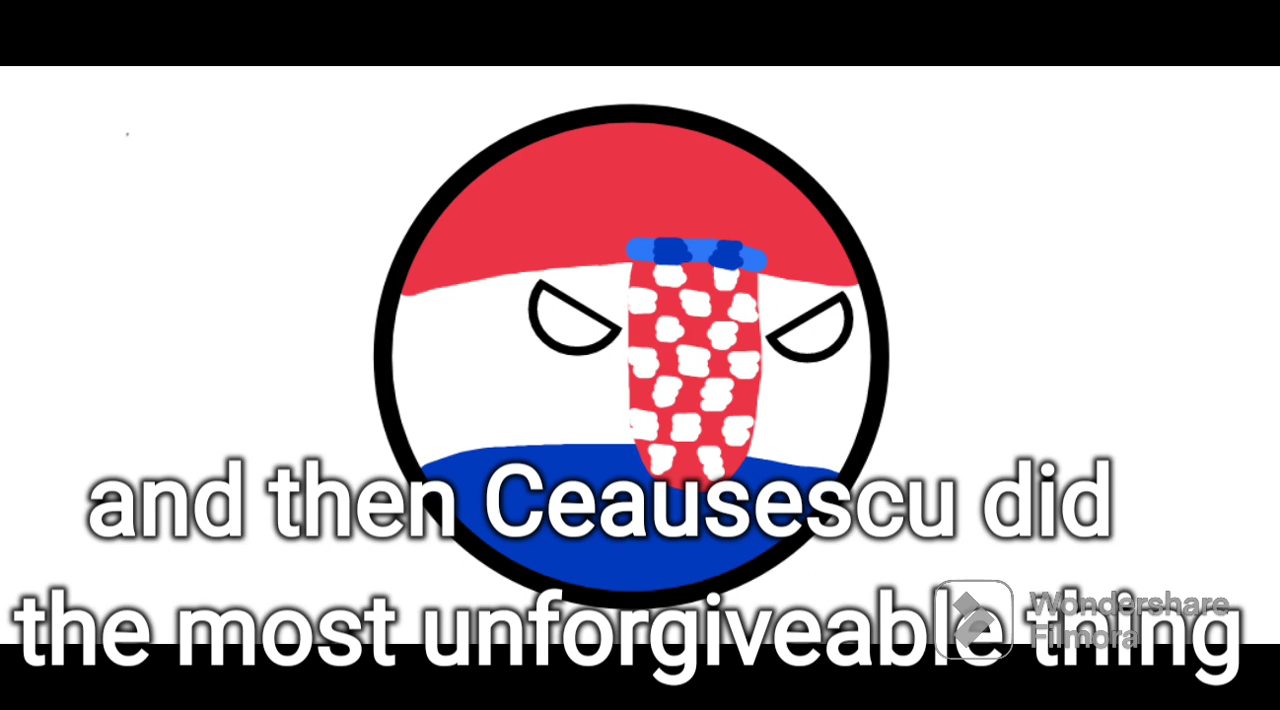 and then Ceausescu did
the most unforgiveable thing
Wondershare
Filmora